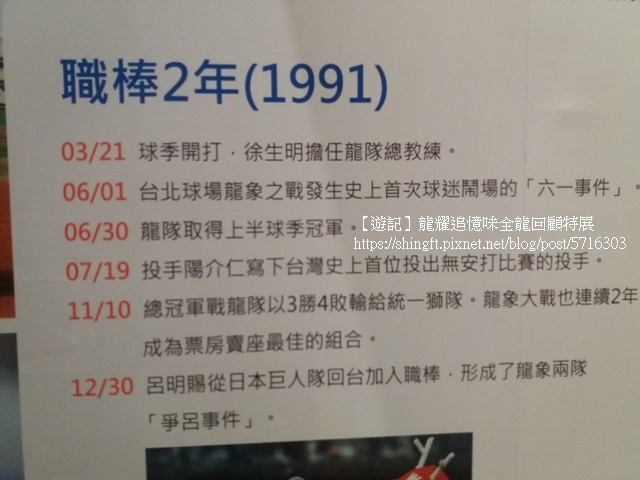 職棒2年(1991)
03/21 球季開打，徐生明擔任龍隊總教練。
06/01 台北球場龍象之戰發生史上首次球迷鬧場的「六一事件」。
06/30 龍隊取得上半球季冠軍。
【遊記】龍耀追憶味全龍回顧特展
https://shingft.pixnet.net/blog/post/5716303
07/19 投手陽介仁寫下台灣史上首位投出無安打比賽的投手。
11/10 總冠軍戰龍隊以3勝4敗輸給統一獅隊。龍象大戰也連續2年
成為票房賣座最佳的組合。
12/30 呂明賜從日本巨人隊回台加入職棒，形成了龍象兩隊
「爭呂事件」。